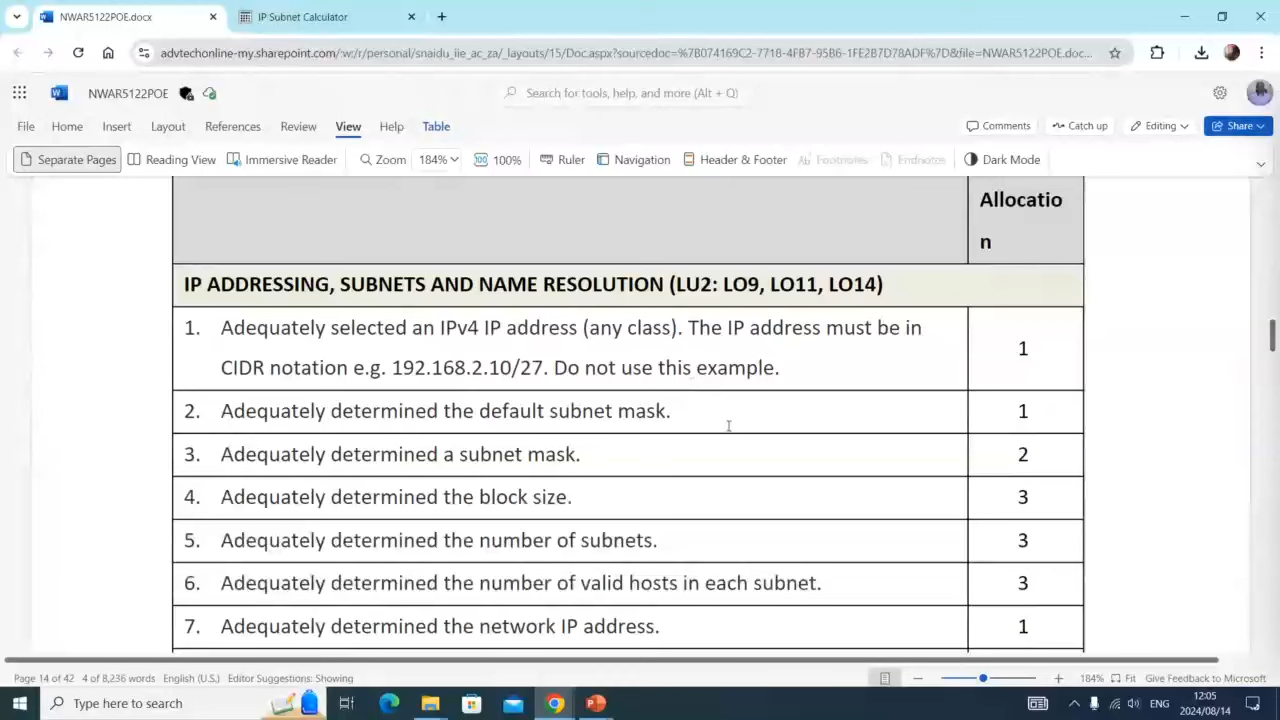 NWAR5122POE.docx
IP Subnet Calculator
advtechonline-my.sharepoint.com/:w:/r/personal/snaidu_iie_ac_za/_layouts/15/Doc.aspx?sourcedoc=%7B074169C2-7718-4FB7-95B6-1FE2B7D78ADF%7D&file=NWAR5122POE.doc...
NWAR5122POE
Search for tools, help, and more (Alt + Q)
File Home Insert Layout References Review View Help Table
Comments Catch up Editing Share
Separate Pages Reading View Immersive Reader Zoom 184% 100% Ruler Navigation Header & Footer Footnotes Endnotes Dark Mode
Allocatio
n
IP ADDRESSING, SUBNETS AND NAME RESOLUTION (LU2: LO9, LO11, LO14)
1. Adequately selected an IPv4 IP address (any class). The IP address must be in
CIDR notation e.g. 192.168.2.10/27. Do not use this example.
1
2. Adequately determined the default subnet mask. 1
3. Adequately determined a subnet mask. 2
4. Adequately determined the block size. 3
5. Adequately determined the number of subnets. 3
6. Adequately determined the number of valid hosts in each subnet. 3
7. Adequately determined the network IP address. 1
Page 14 of 42 4 of 8,236 words English (U.S.) Editor Suggestions: Showing
184% Fit Give Feedback to Microsoft
Type here to search
ENG
12:05
2024/08/14